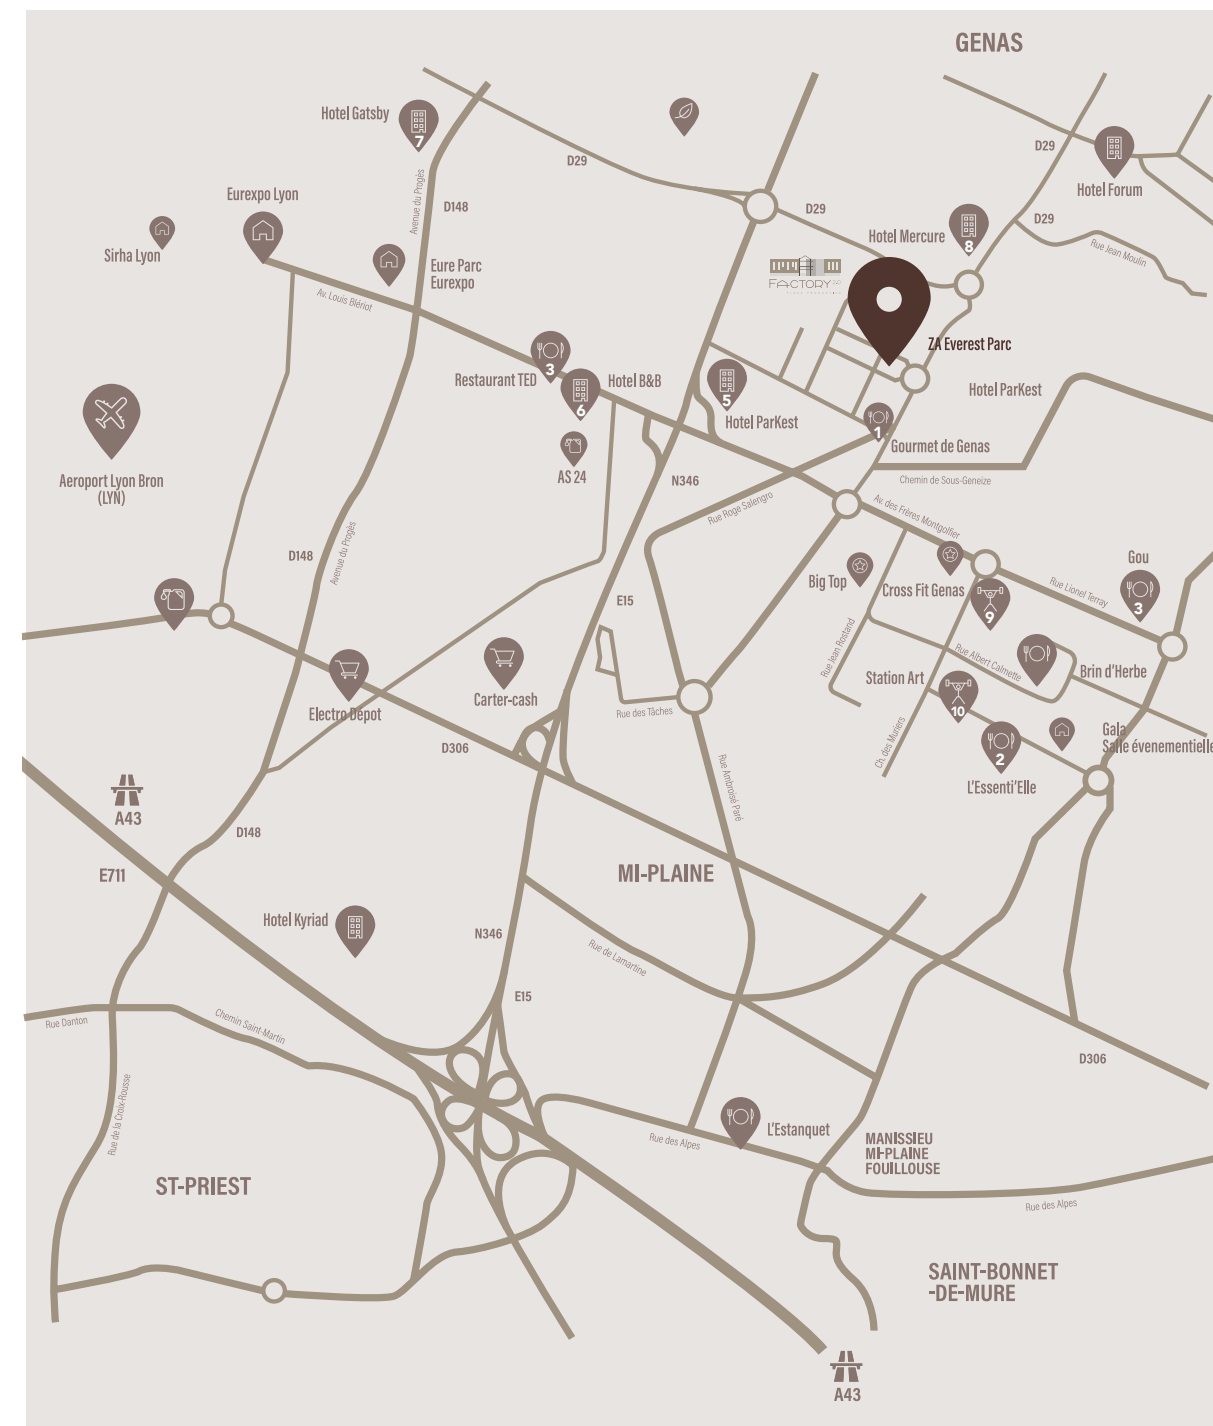 GENAS
Hotel Gatsby
7
D29
D29
Hotel Forum
Avenue du Progès
D148
Eurexpo Lyon
Sirha Lyon
D29
D29
Hotel Mercure
8
Rue Jean Moulin
Eure Parc
Eurexpo
Av. Louis Blériot
FACTORY
ZA Everest Parc
Restaurant TED
3
Hotel B&B
6
5
Hotel ParKest
Hotel ParKest
1
Gourmet de Genas
Aeroport Lyon Bron
(LYN)
AS 24
N346
Chemin de Sous-Geneize
Rue Roge Salengro
Av. des Frères Montgolfier
D148
Avenue du Progès
Big Top
Cross Fit Genas
9
Rue Lionel Terray
Gou
3
E15
Rue Jean Rostand
Rue Albert Calmette
Brin d'Herbe
Station Art
10
Electro Depot
Carter-cash
Rue des Tâches
D306
Ch. des Muriers
2
L'Essenti'Elle
Gala
Salle évenementielle
A43
D148
E711
Rue Ambroisé Paré
MI-PLAINE
Hotel Kyriad
N346
Rue de Lamartine
E15
Rue Danton
Chemin Saint-Martin
D306
Rue de la Croix-Rousse
L'Estanquet
Rue des Alpes
MANISSIEU
MI-PLAINE
FOUILLOUSE
ST-PRIEST
Rue des Alpes
SAINT-BONNET
-DE-MURE
A43